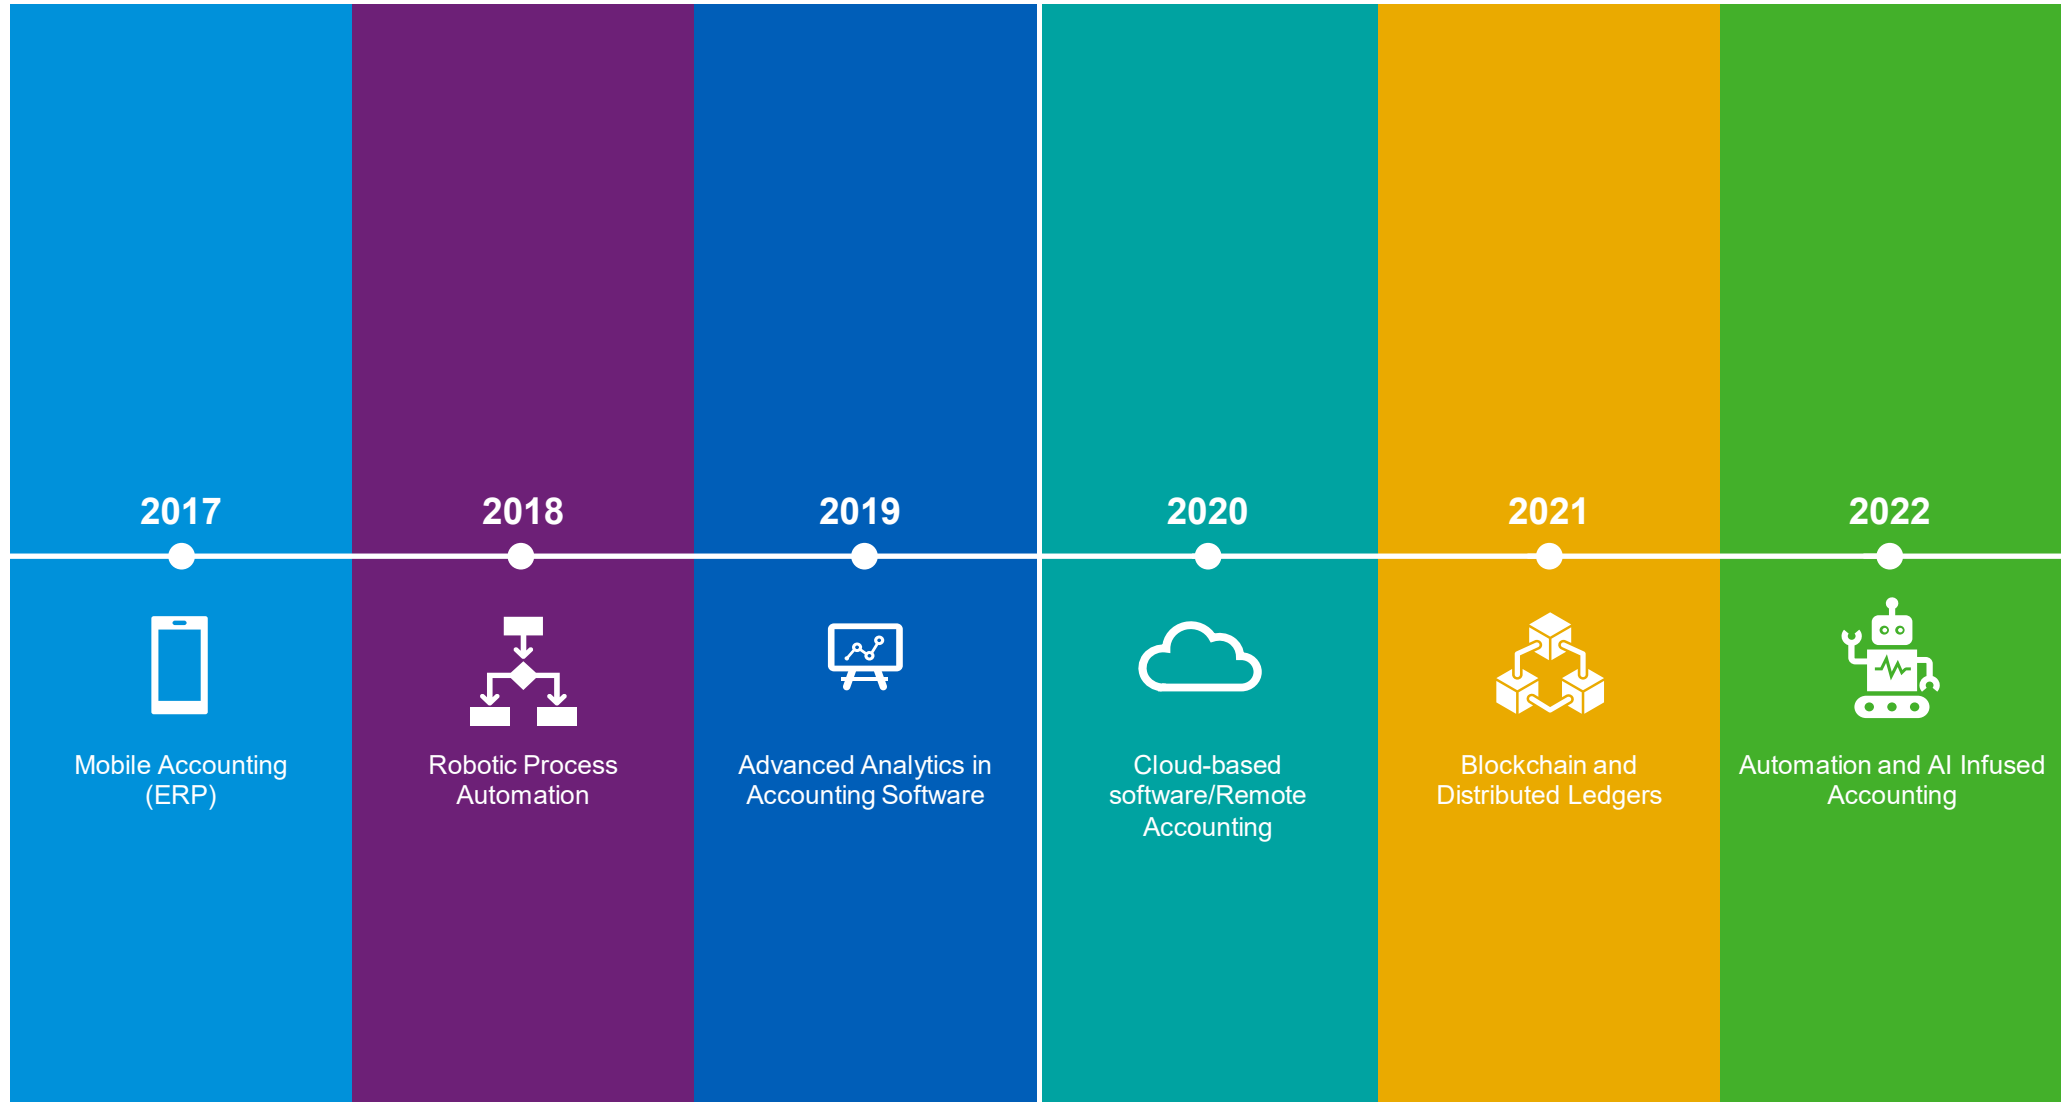 2017
2018
2019
2020
2021
2022
Mobile Accounting
(ERP)
Robotic Process
Automation
Advanced Analytics in
Accounting Software
Cloud-based
software/Remote
Accounting
Blockchain and
Distributed Ledgers
Automation and AI Infused
Accounting